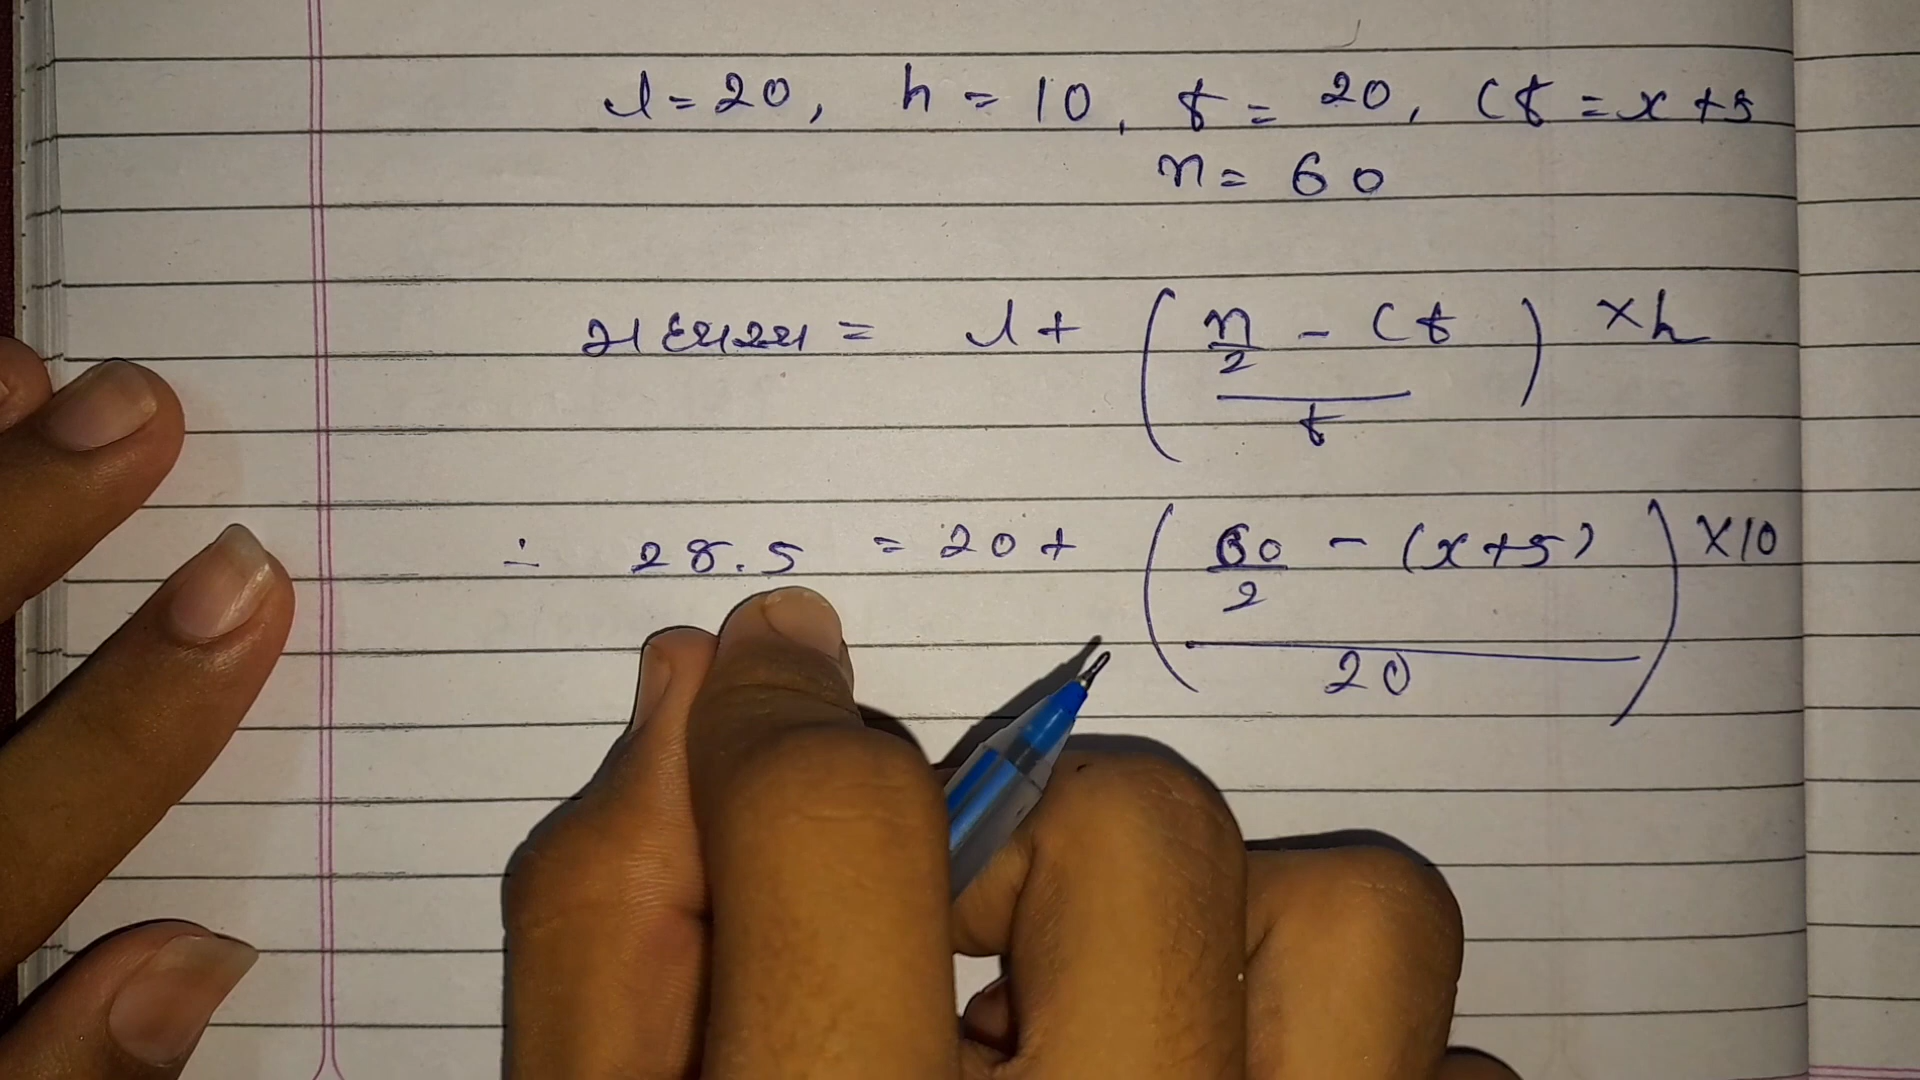 l = 20, h = 10, f = 20, cf = x + 5
n = 60
મધ્યસ્થ = l + ( n/2 - cf / f ) × h
∴ 28.5 = 20 + ( 60/2 - (x+5) / 20 ) × 10